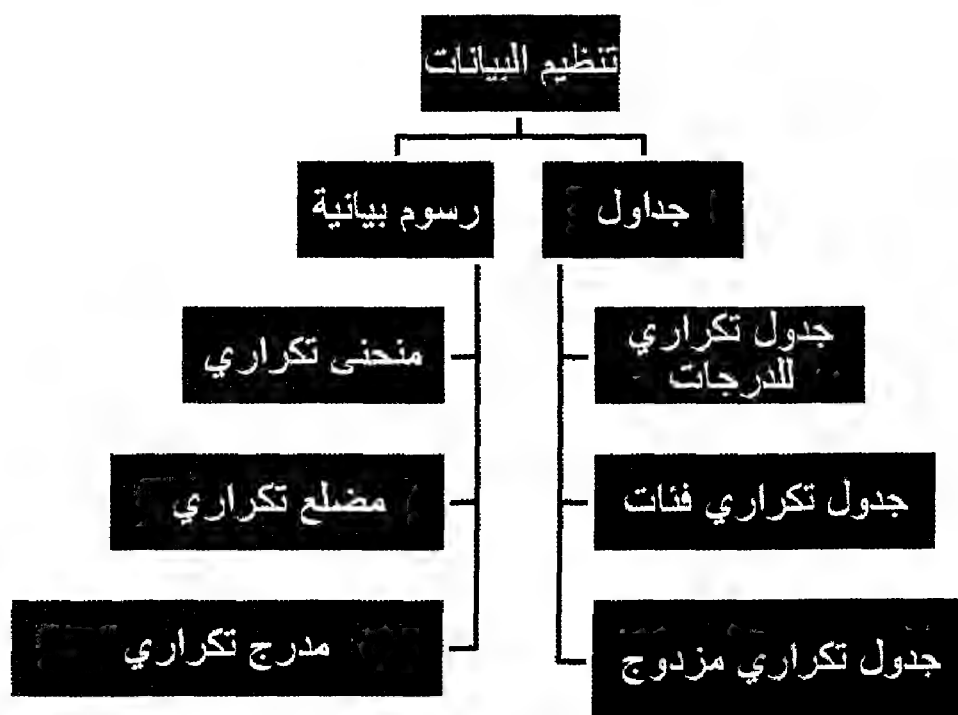 تنظيم البيانات
جداول
رسوم بيانية
جدول تكراري
للدرجات
منحنى تكراري
جدول تكراري فئات
مضلع تكراري
جدول تكراري مزدوج
مدرج تكراري